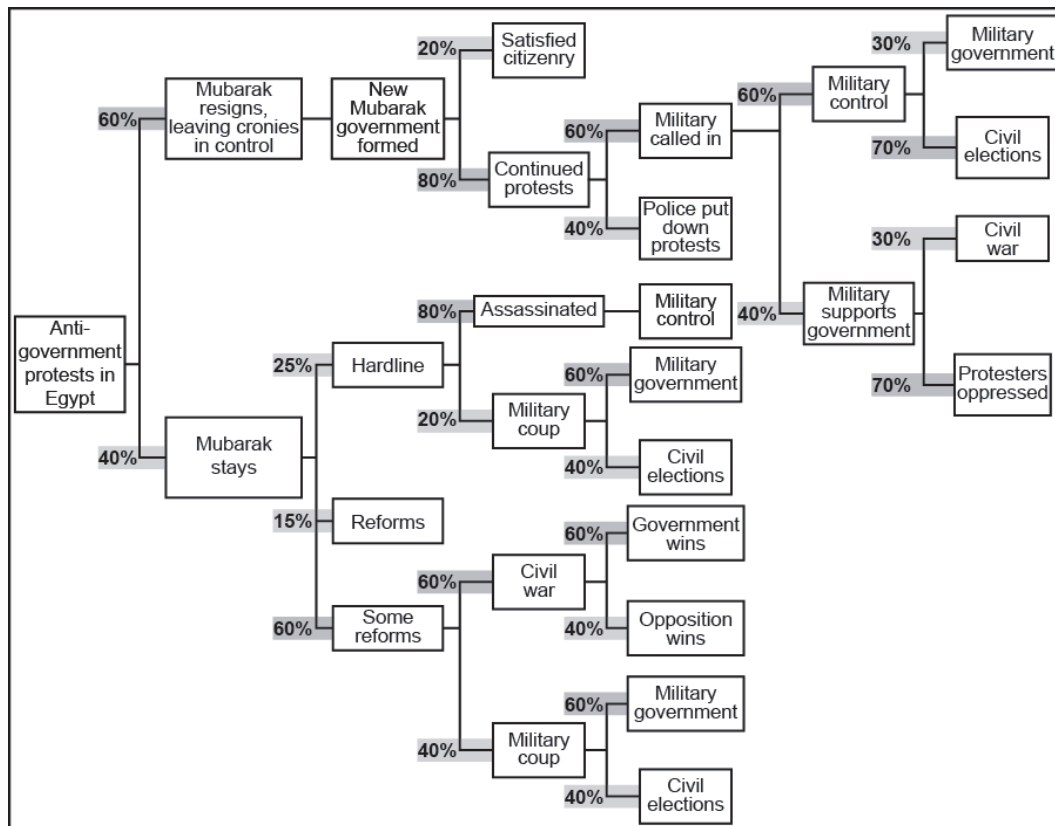 Anti-
government
protests in
Egypt
60%
Mubarak
resigns,
leaving cronies
in control
New
Mubarak
government
formed
20%
Satisfied
citizenry
80%
Continued
protests
60%
Military
called in
60%
Military
control
30%
Military
government
70%
Civil
elections
40%
Military
supports
government
30%
Civil
war
70%
Protesters
oppressed
40%
Police put
down
protests
40%
Mubarak
stays
25%
Hardline
80%
Assassinated
Military
control
20%
Military
coup
60%
Military
government
40%
Civil
elections
15%
Reforms
60%
Some
reforms
60%
Civil
war
60%
Government
wins
40%
Opposition
wins
40%
Military
coup
60%
Military
government
40%
Civil
elections